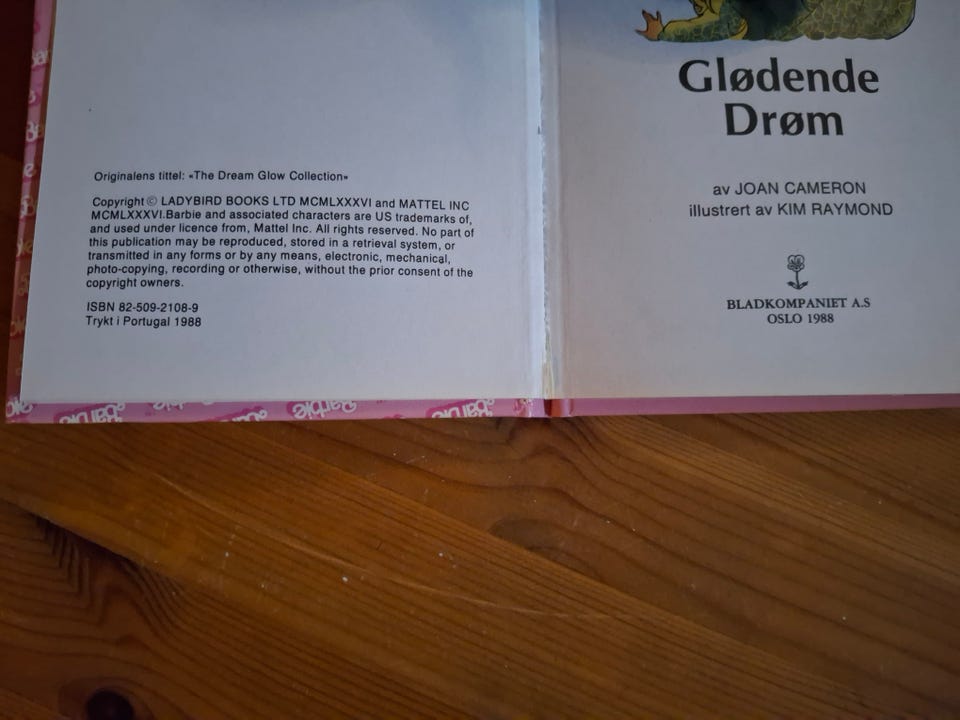 Originalens tittel: «The Dream Glow Collection»
Copyright © LADYBIRD BOOKS LTD MCMLXXXVI and MATTEL INC
MCMLXXXVI.Barbie and associated characters are US trademarks of,
and used under licence from, Mattel Inc. All rights reserved. No part of
this publication may be reproduced, stored in a retrieval system, or
transmitted in any forms or by any means, electronic, mechanical,
photo-copying, recording or otherwise, without the prior consent of the
copyright owners.
ISBN 82-509-2108-9
Trykt i Portugal 1988
Glødende
Drøm
av JOAN CAMERON
illustrert av KIM RAYMOND
BLADKOMPANIET A.S
OSLO 1988
Barbie
Barbie
Barbie